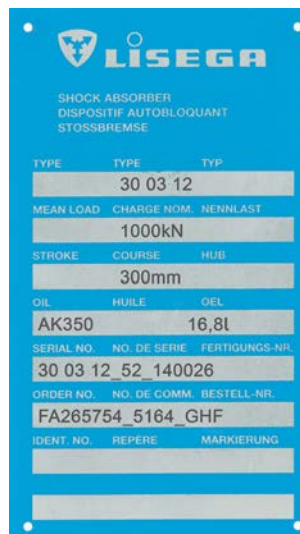 LISEGA
SHOCK ABSORBER
DISPOSITIF AUTOBLOQUANT
STOSSBREMSE
TYPE TYPE TYP
30 03 12
MEAN LOAD CHARGE NOM. NENNLAST
1000kN
STROKE COURSE HUB
300mm
OIL HUILE OEL
AK350 16,8l
SERIAL NO. NO. DE SERIE FERTIGUNGS-NR.
30 03 12_52_140026
ORDER NO. NO. DE COMM. BESTELL-NR.
FA265754_5164_GHF
IDENT. NO. REPÈRE MARKIERUNG